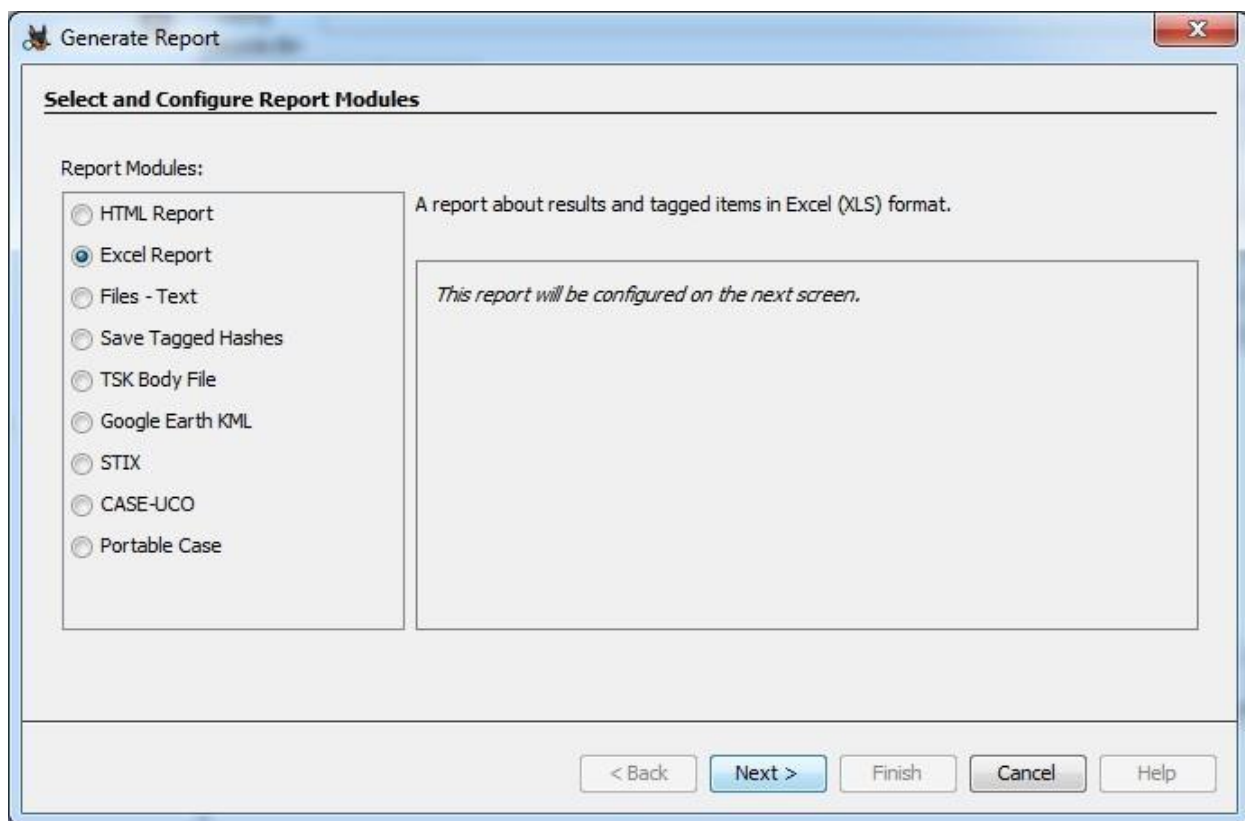 Generate Report
Select and Configure Report Modules
Report Modules:
HTML Report
Excel Report
Files - Text
Save Tagged Hashes
TSK Body File
Google Earth KML
STIX
CASE-UCO
Portable Case
A report about results and tagged items in Excel (XLS) format.
This report will be configured on the next screen.
< Back
Next >
Finish
Cancel
Help